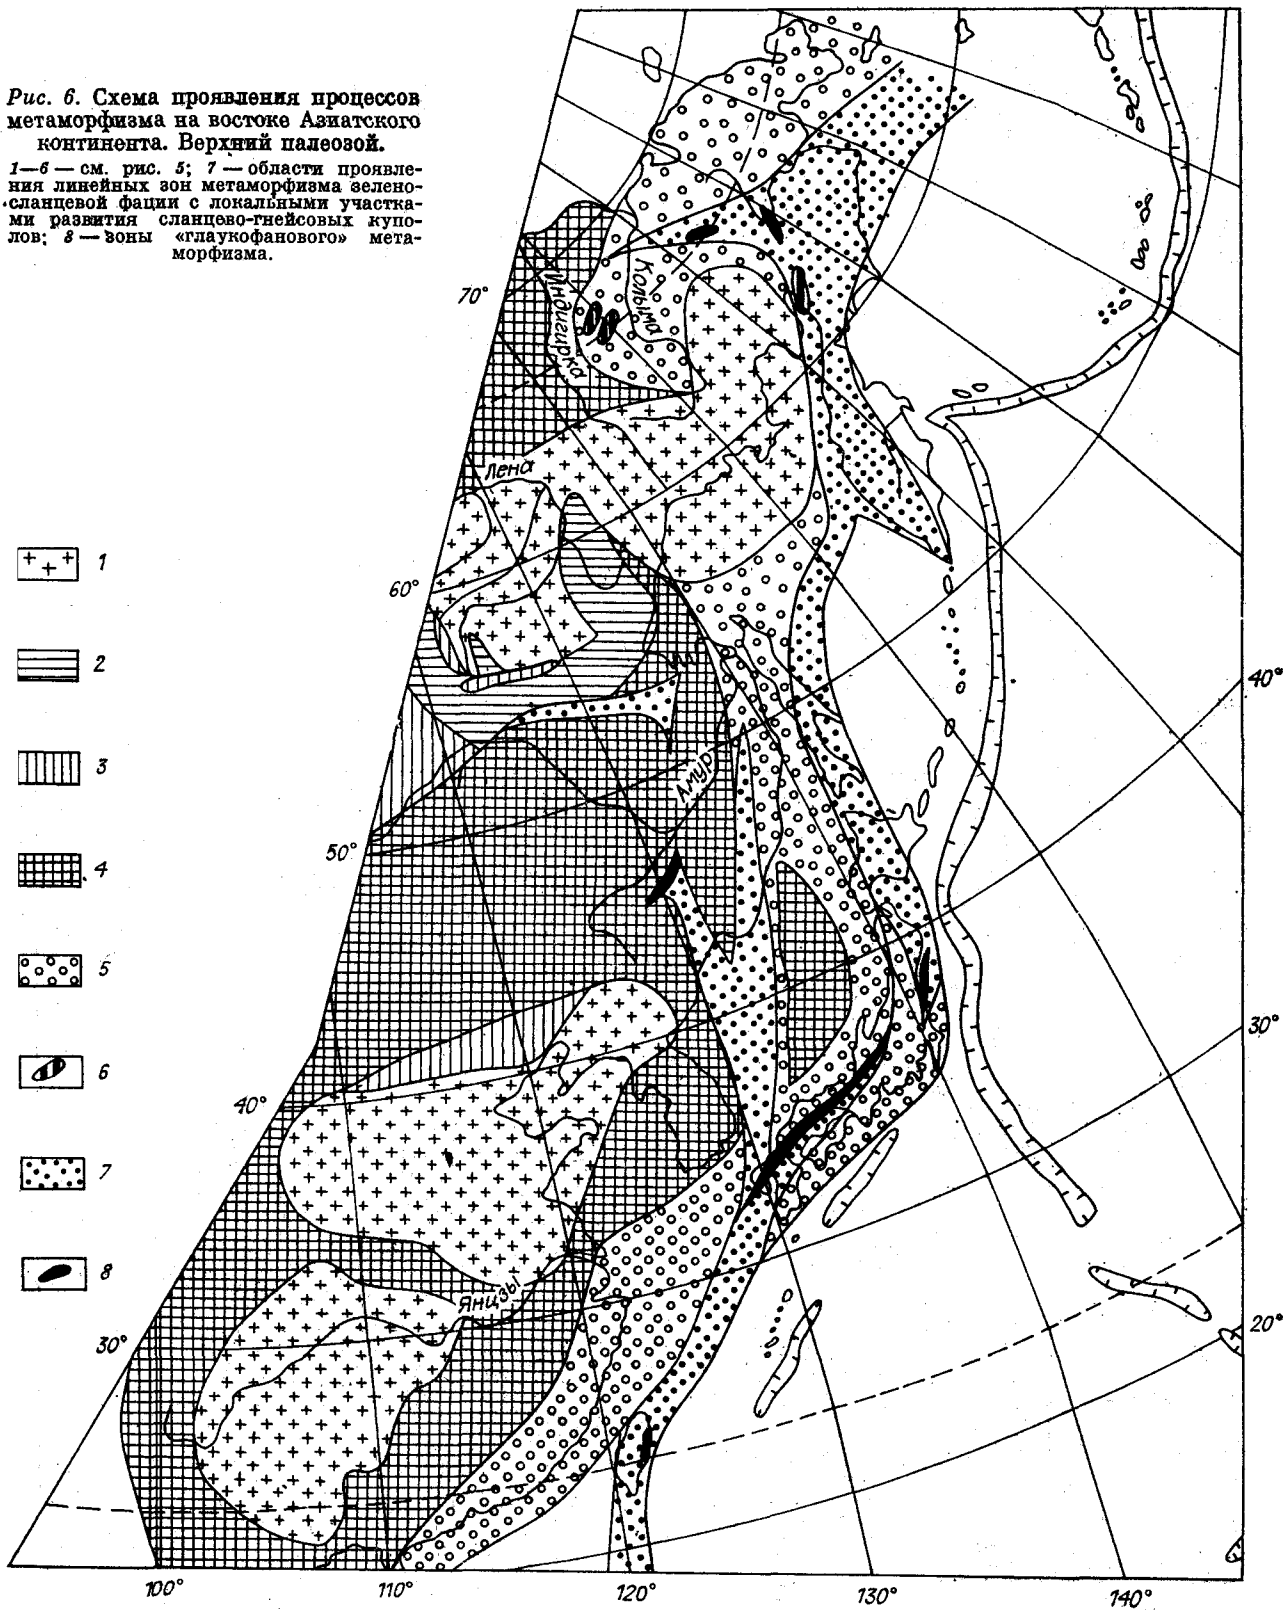 Рис. 6. Схема проявления процессов
метаморфизма на востоке Азиатского
континента. Верхний палеозой.
1—6 — см. рис. 5; 7 — области проявле-
ния линейных зон метаморфизма зелено-
сланцевой фации с локальными участка-
ми развития сланцево-гнейсовых купо-
лов; 8 — зоны «глаукофанового» мета-
морфизма.
Индигирка
Колыма
70°
Лена
1
60°
2
40°
3
Амур
50°
4
5
30°
6
40°
7
8
Янцзы
20°
30°
100°
110°
120°
130°
140°